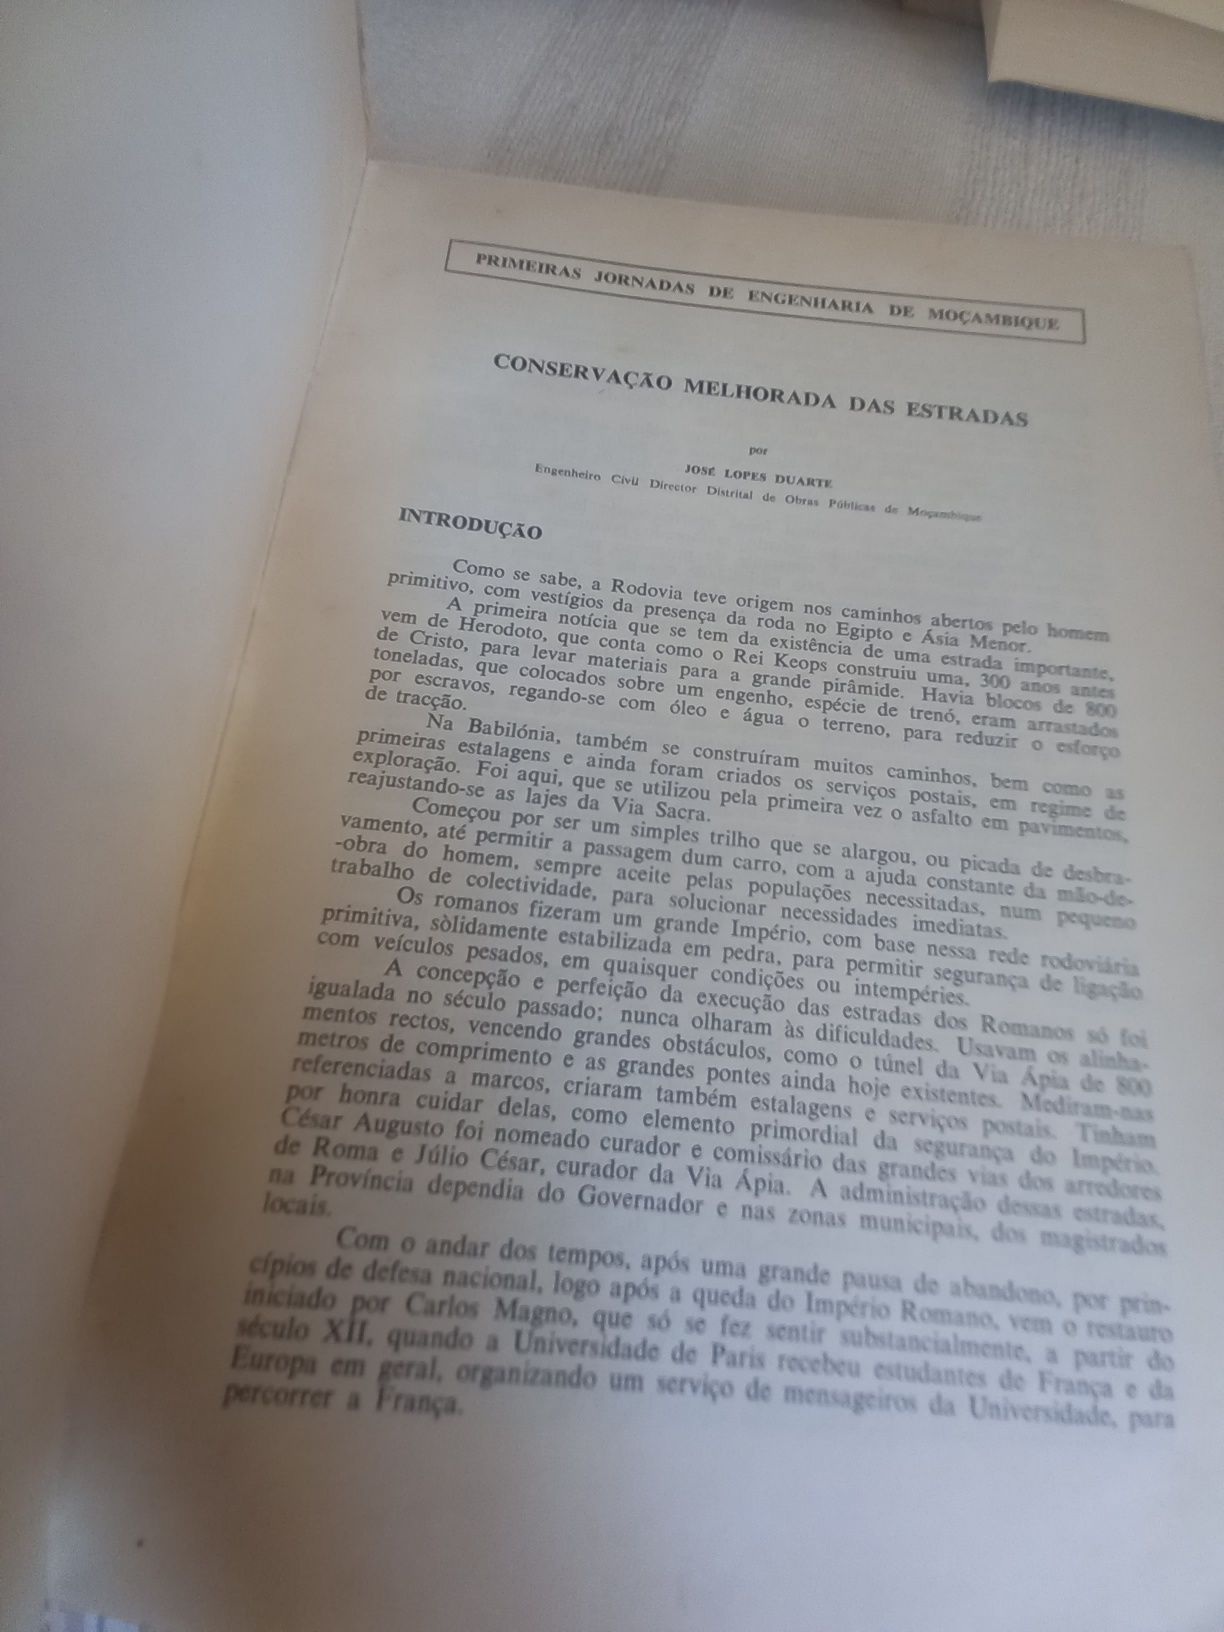 PRIMEIRAS JORNADAS DE ENGENHARIA DE MOÇAMBIQUE
CONSERVAÇÃO MELHORADA DAS ESTRADAS
por
JOSÉ LOPES DUARTE
Engenheiro Civil Director Distrital de Obras Públicas de Moçambique
INTRODUÇÃO
Como se sabe, a Rodovia teve origem nos caminhos abertos pelo homem
primitivo, com vestígios da presença da roda no Egipto e Ásia Menor.
A primeira notícia que se tem da existência de uma estrada importante,
vem de Herodoto, que conta como o Rei Keops construiu uma, 300 anos antes
de Cristo, para levar materiais para a grande pirâmide. Havia blocos de 800
toneladas, que colocados sobre um engenho, espécie de trenó, eram arrastados
por escravos, regando-se com óleo e água o terreno, para reduzir o esforço
de tracção.
Na Babilónia, também se construíram muitos caminhos, bem como as
primeiras estalagens e ainda foram criados os serviços postais, em regime de
exploração. Foi aqui, que se utilizou pela primeira vez o asfalto em pavimentos,
reajustando-se as lajes da Via Sacra.
Começou por ser um simples trilho que se alargou, ou picada de desbra-
vamento, até permitir a passagem dum carro, com a ajuda constante da mão-de-
-obra do homem, sempre aceite pelas populações necessitadas, num pequeno
trabalho de colectividade, para solucionar necessidades imediatas.
Os romanos fizeram um grande Império, com base nessa rede rodoviária
primitiva, sòlidamente estabilizada em pedra, para permitir segurança de ligação
com veículos pesados, em quaisquer condições ou intempéries.
A concepção e perfeição da execução das estradas dos Romanos só foi
igualada no século passado; nunca olharam às dificuldades. Usavam os alinha-
mentos rectos, vencendo grandes obstáculos, como o túnel da Via Ápia de 800
metros de comprimento e as grandes pontes ainda hoje existentes. Mediram-nas
referenciadas a marcos, criaram também estalagens e serviços postais. Tinham
por honra cuidar delas, como elemento primordial da segurança do Império.
César Augusto foi nomeado curador e comissário das grandes vias dos arredores
de Roma e Júlio César, curador da Via Ápia. A administração dessas estradas,
na Província dependia do Governador e nas zonas municipais, dos magistrados
locais.
Com o andar dos tempos, após uma grande pausa de abandono, por prin-
cípios de defesa nacional, logo após a queda do Império Romano, vem o restauro
iniciado por Carlos Magno, que só se fez sentir substancialmente, a partir do
século XII, quando a Universidade de Paris recebeu estudantes de França e da
Europa em geral, organizando um serviço de mensageiros da Universidade, para
percorrer a França.